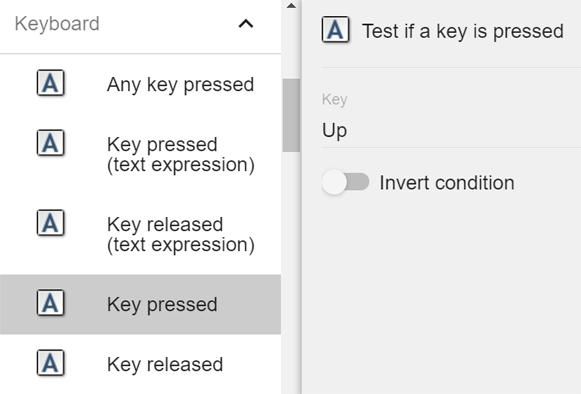 Keyboard
A Any key pressed
A Key pressed
(text expression)
A Key released
(text expression)
A Key pressed
A Key released
A Test if a key is pressed
Key
Up
Invert condition